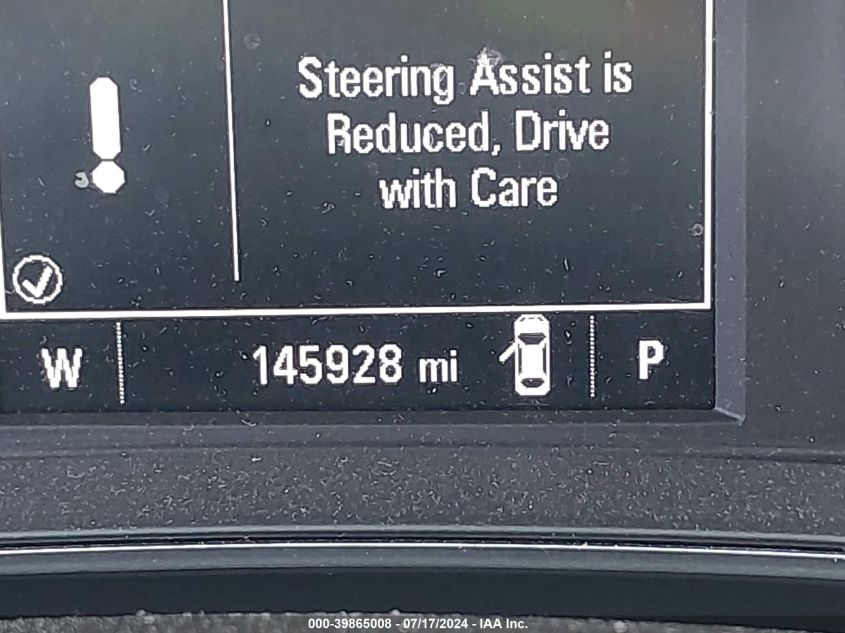 Steering Assist is
Reduced, Drive
with Care
W 145928 mi P
000-39865008 - 07/17/2024 - IAA Inc.